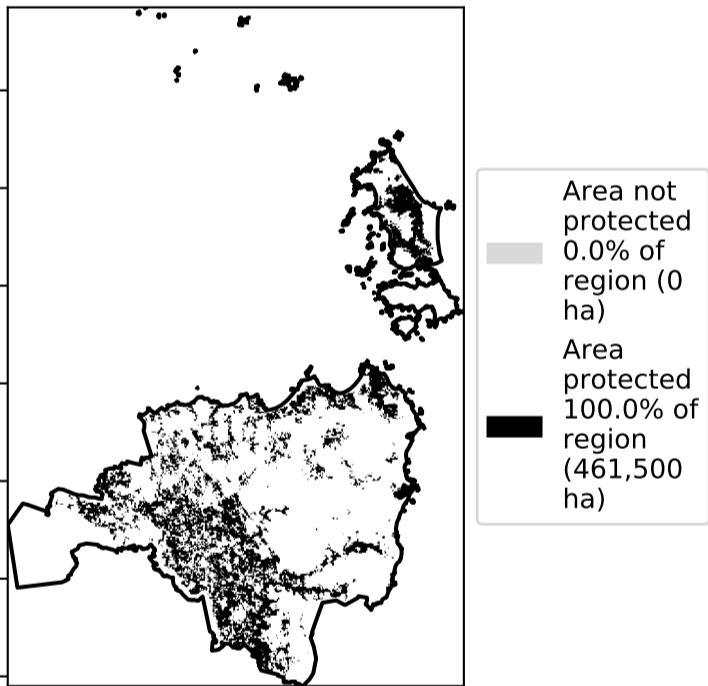 Area not
protected
0.0% of
region (0
ha)
Area
protected
100.0% of
region
(461,500
ha)